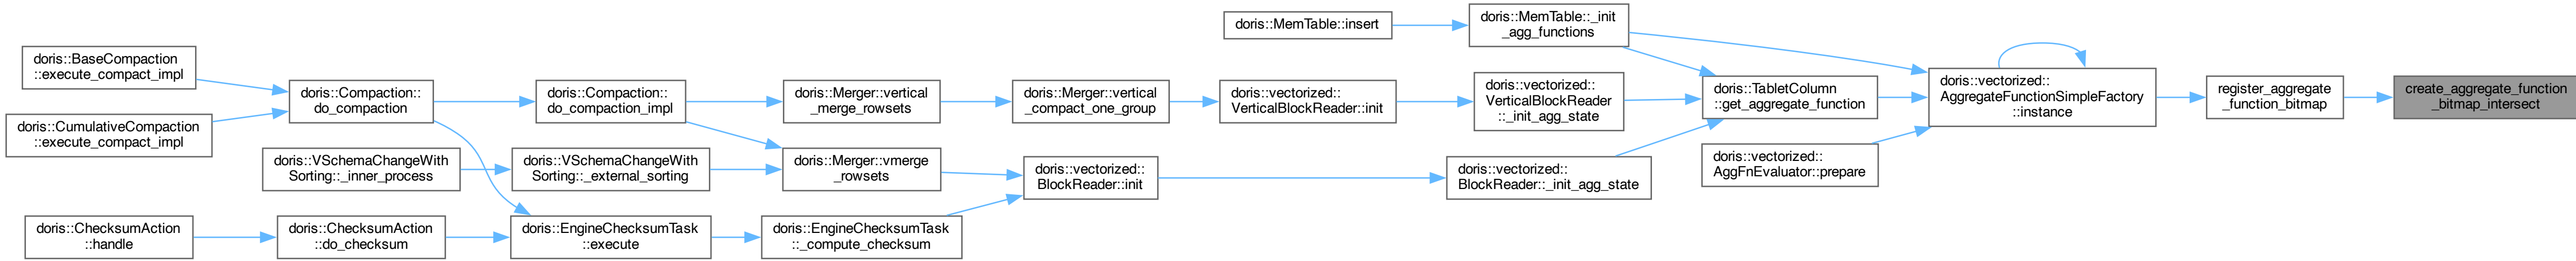 doris::BaseCompaction
::execute_compact_impl
doris::CumulativeCompaction
::execute_compact_impl
doris::Compaction::
do_compaction
doris::VSchemaChangeWith
Sorting::_inner_process
doris::ChecksumAction
::handle
doris::ChecksumAction
::do_checksum
doris::Compaction::
do_compaction_impl
doris::VSchemaChangeWith
Sorting::_external_sorting
doris::EngineChecksumTask
::execute
doris::Merger::vertical
_merge_rowsets
doris::Merger::vmerge
_rowsets
doris::EngineChecksumTask
::_compute_checksum
doris::Merger::vertical
_compact_one_group
doris::vectorized::
BlockReader::init
doris::MemTable::insert
doris::vectorized::
VerticalBlockReader::init
doris::MemTable::_init
_agg_functions
doris::vectorized::
VerticalBlockReader
::_init_agg_state
doris::vectorized::
BlockReader::_init_agg_state
doris::TabletColumn
::get_aggregate_function
doris::vectorized::
AggFnEvaluator::prepare
doris::vectorized::
AggregateFunctionSimpleFactory
::instance
register_aggregate
_function_bitmap
create_aggregate_function
_bitmap_intersect